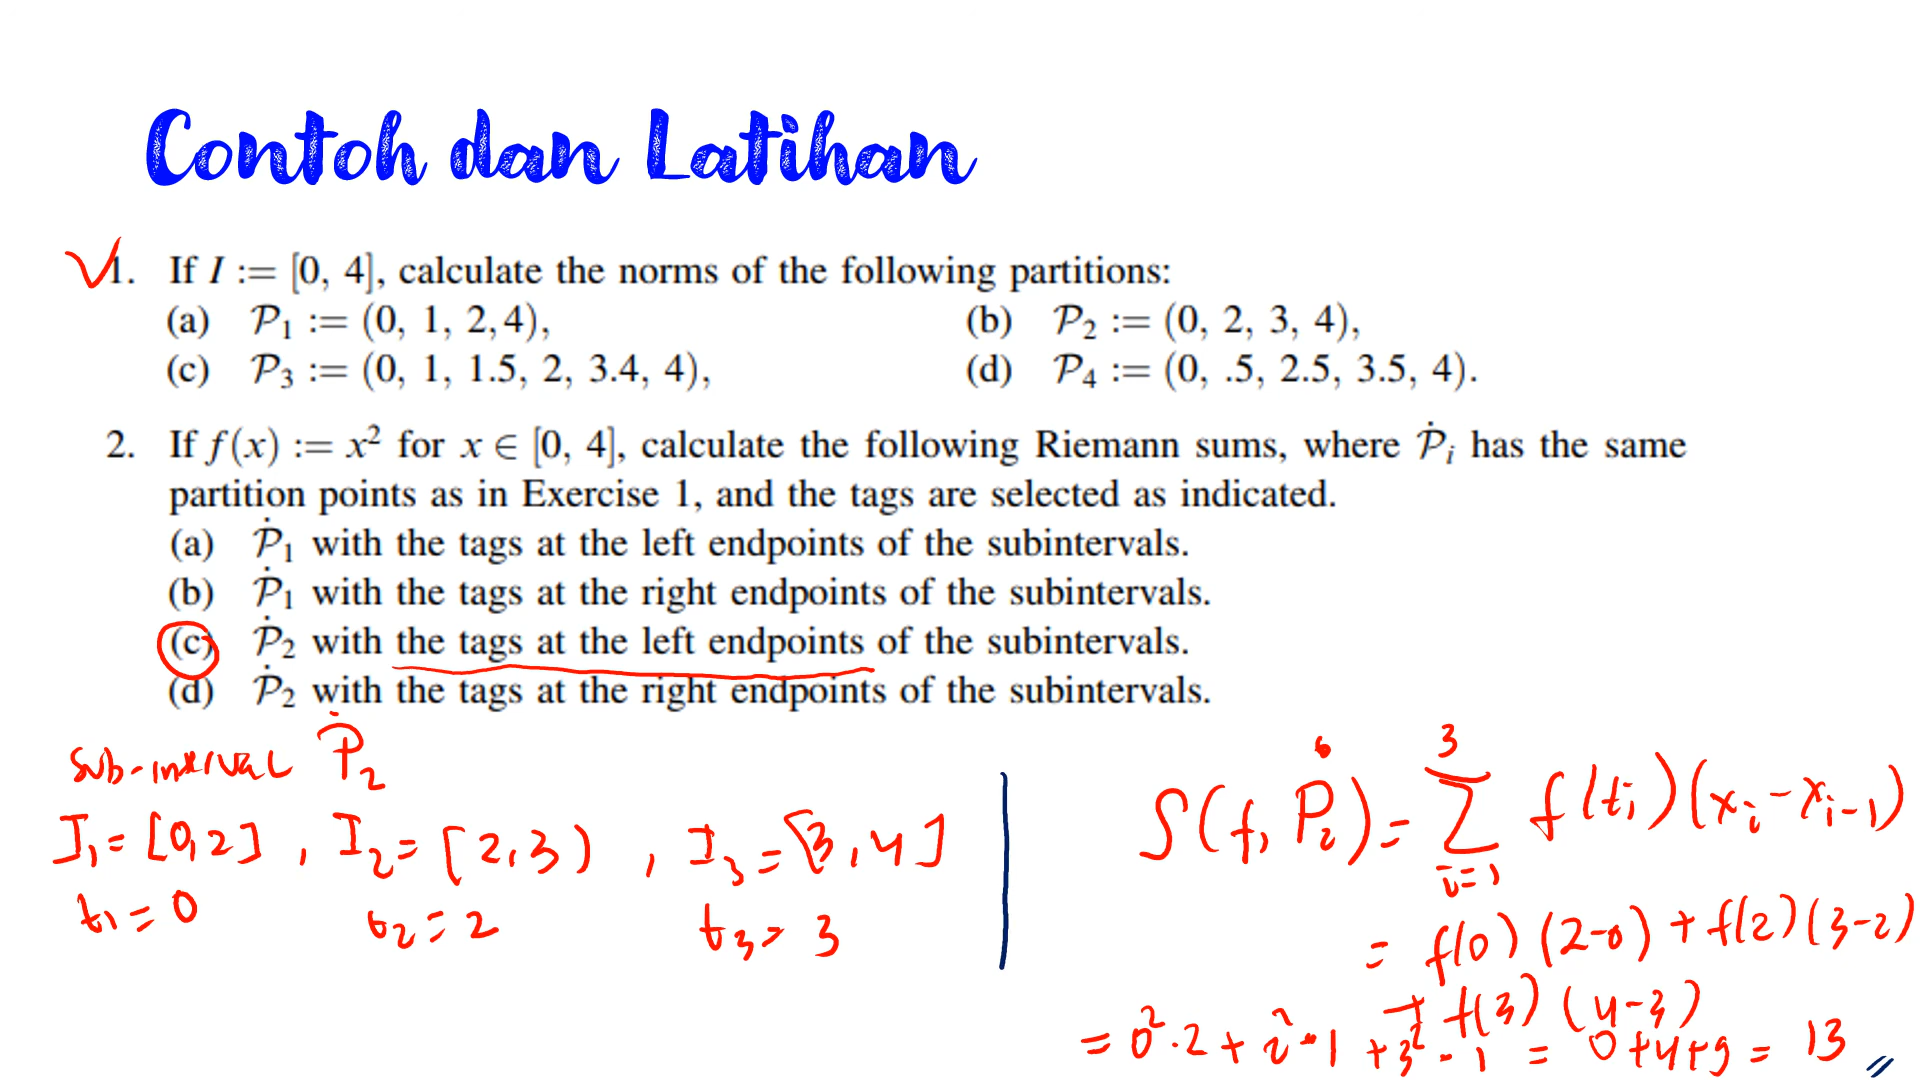 Contoh dan Latihan
1. If I := [0, 4], calculate the norms of the following partitions:
(a) 𝒫₁ := (0, 1, 2, 4), (b) 𝒫₂ := (0, 2, 3, 4),
(c) 𝒫₃ := (0, 1, 1.5, 2, 3.4, 4), (d) 𝒫₄ := (0, .5, 2.5, 3.5, 4).
2. If f(x) := x² for x ∈ [0, 4], calculate the following Riemann sums, where 𝒫̇ᵢ has the same
partition points as in Exercise 1, and the tags are selected as indicated.
(a) 𝒫̇₁ with the tags at the left endpoints of the subintervals.
(b) 𝒫̇₁ with the tags at the right endpoints of the subintervals.
(c) 𝒫̇₂ with the tags at the left endpoints of the subintervals.
(d) 𝒫̇₂ with the tags at the right endpoints of the subintervals.
Sub-interval Ṗ₂
I₁ = [0,2], I₂ = [2,3), I₃ = [3,4]
t₁ = 0 t₂ = 2 t₃ = 3
S(f, Ṗ₂) = ∑ᵢ₌₁³ f(tᵢ)(xᵢ - xᵢ₋₁)
= f(0)(2-0) + f(2)(3-2)
+ f(3)(4-3)
= 0²·2 + 2²·1 + 3²·1 = 0+4+9 = 13